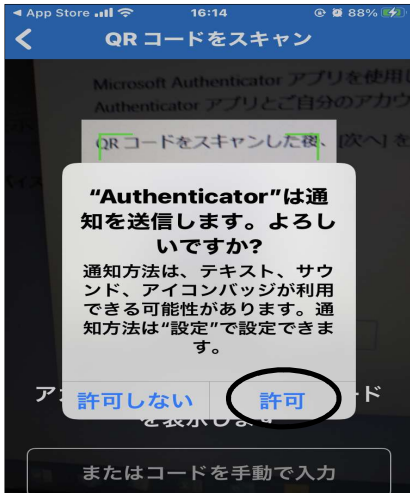 App Store 16:14 88%
QR コードをスキャン
Microsoft Authenticator アプリを使用
Authenticator アプリとご自分のアカウ
QR コードをスキャンした後、[次へ] を
“Authenticator”は通
知を送信します。よろし
いですか?
通知方法は、テキスト、サウ
ンド、アイコンバッジが利用
できる可能性があります。通
知方法は“設定”で設定できま
す。
許可しない 許可
を表示します
またはコードを手動で入力